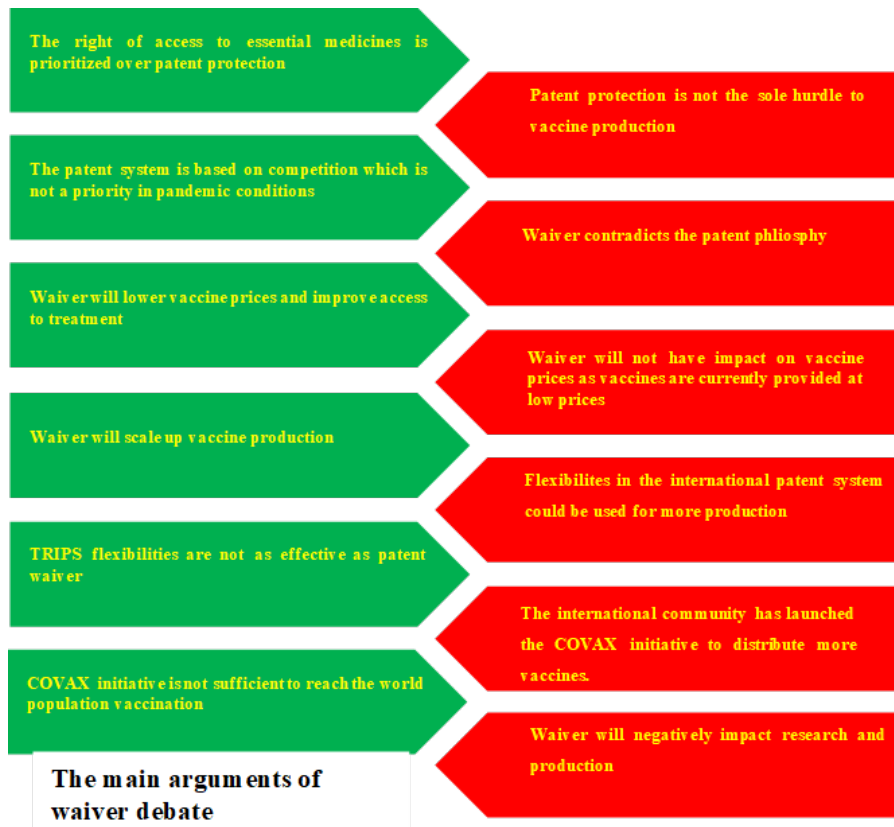 The right of access to essential medicines is
prioritized over patent protection
Patent protection is not the sole hurdle to
vaccine production
The patent system is based on competition which is
not a priority in pandemic conditions
Waiver contradicts the patent phliosphy
Waiver will lower vaccine prices and improve access
to treatment
Waiver will not have impact on vaccine
prices as vaccines are currently provided at
low prices
Waiver will scale up vaccine production
Flexibilites in the international patent system
could be used for more production
TRIPS flexibilities are not as effective as patent
waiver
The international community has launched
the COVAX initiative to distribute more
vaccines.
COVAX initiative is not sufficient to reach the world
population vaccination
Waiver will negatively impact research and
production
The main arguments of
waiver debate